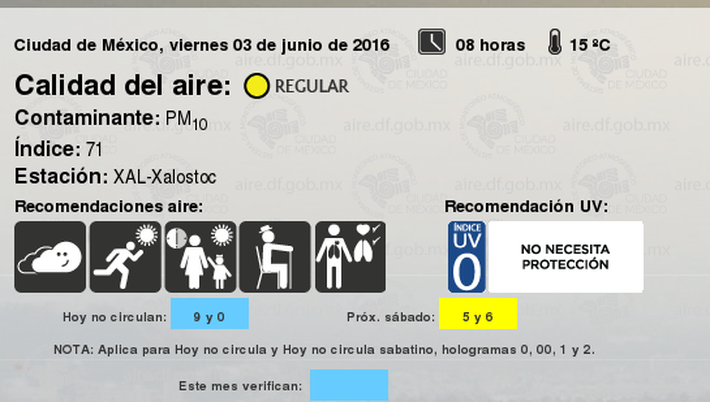 Ciudad de México, viernes 03 de junio de 2016 08 horas 15 ºC
Calidad del aire: REGULAR
Contaminante: PM10
Índice: 71
Estación: XAL-Xalostoc
Recomendaciones aire: Recomendación UV:
ÍNDICE
UV
0
NO NECESITA
PROTECCIÓN
Hoy no circulan: 9 y 0 Próx. sábado: 5 y 6
NOTA: Aplica para Hoy no circula y Hoy no circula sabatino, hologramas 0, 00, 1 y 2.
Este mes verifican:
aire.df.gob.mx
CIUDAD
DE MÉXICO